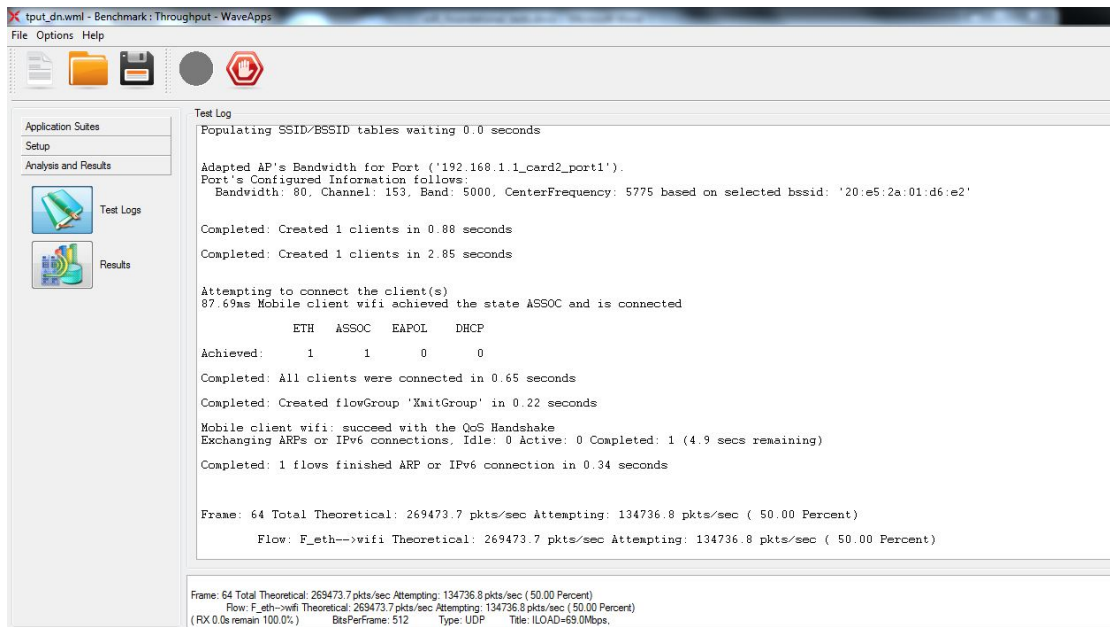 tput_dn.wml - Benchmark : Throughput - WaveApps
File Options Help
Application Suites
Setup
Analysis and Results
Test Logs
Results
Test Log
Populating SSID/BSSID tables waiting 0.0 seconds
Adapted AP's Bandwidth for Port ('192.168.1.1_card2_port1').
Port's Configured Information follows:
Bandwidth: 80, Channel: 153, Band: 5000, CenterFrequency: 5775 based on selected bssid: '20:e5:2a:01:d6:e2'
Completed: Created 1 clients in 0.88 seconds
Completed: Created 1 clients in 2.85 seconds
Attempting to connect the client(s)
87.69ms Mobile client wifi achieved the state ASSOC and is connected
ETH ASSOC EAPOL DHCP
Achieved: 1 1 0 0
Completed: All clients were connected in 0.65 seconds
Completed: Created flowGroup 'XmitGroup' in 0.22 seconds
Mobile client wifi: succeed with the QoS Handshake
Exchanging ARPs or IPv6 connections, Idle: 0 Active: 0 Completed: 1 (4.9 secs remaining)
Completed: 1 flows finished ARP or IPv6 connection in 0.34 seconds
Frame: 64 Total Theoretical: 269473.7 pkts/sec Attempting: 134736.8 pkts/sec ( 50.00 Percent)
Flow: F_eth-->wifi Theoretical: 269473.7 pkts/sec Attempting: 134736.8 pkts/sec ( 50.00 Percent)
Frame: 64 Total Theoretical: 269473.7 pkts/sec Attempting: 134736.8 pkts/sec ( 50.00 Percent)
Flow: F_eth-->wifi Theoretical: 269473.7 pkts/sec Attempting: 134736.8 pkts/sec ( 50.00 Percent)
( RX 0.0s remain 100.0% ) BitsPerFrame: 512 Type: UDP Title: ILOAD=69.0Mbps,